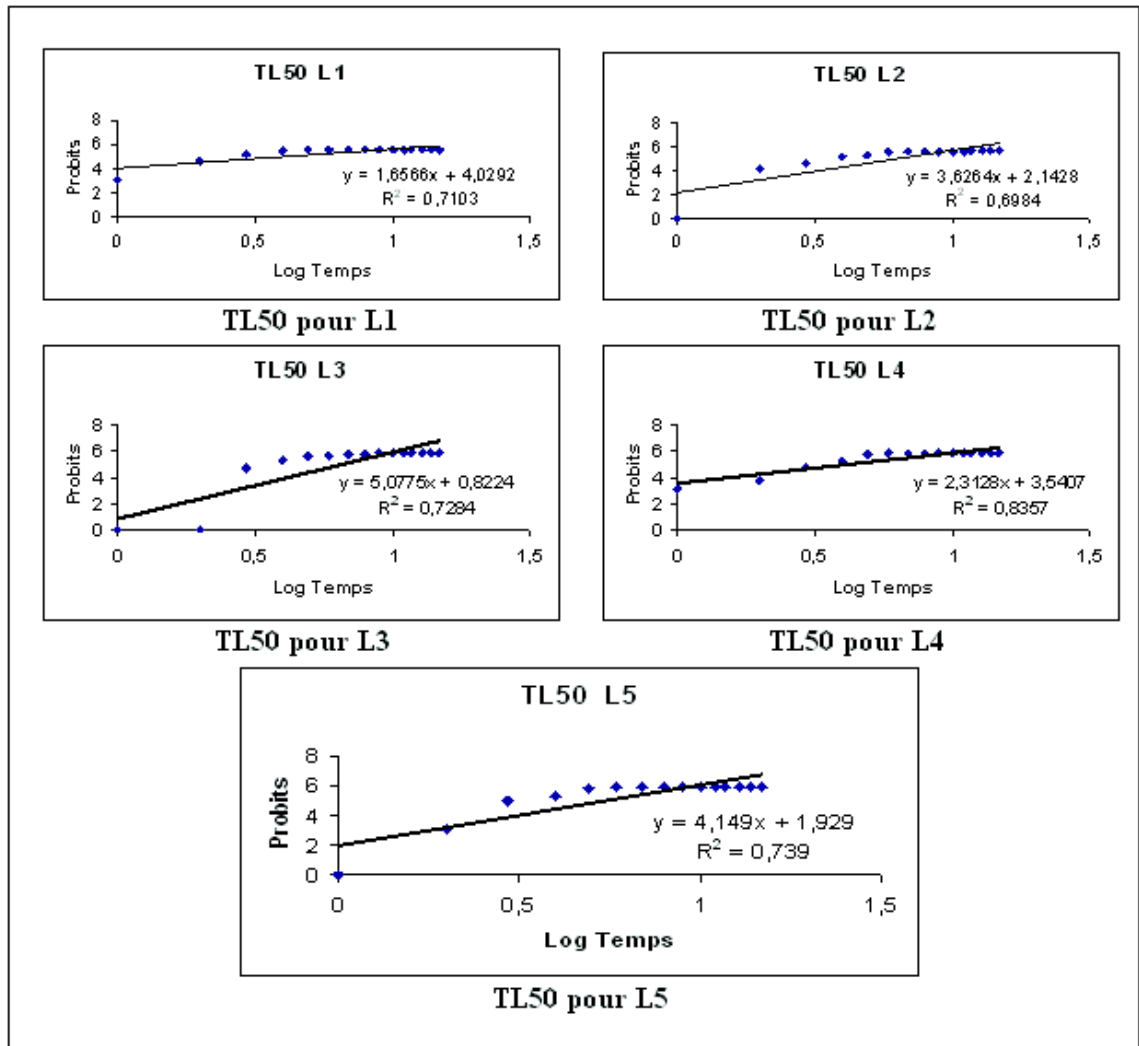 TL50 L1
8
6
4
2
0
Probits
y = 1,6566x + 4,0292
R² = 0,7103
0 0,5 1 1,5
Log Temps
TL50 pour L1
TL50 L2
8
6
4
2
0
Probits
y = 3,6264x + 2,1428
R² = 0,6984
0 0,5 1 1,5
Log Temps
TL50 pour L2
TL50 L3
8
6
4
2
0
Probits
y = 5,0775x + 0,8224
R² = 0,7284
0 0,5 1 1,5
Log Temps
TL50 pour L3
TL50 L4
8
6
4
2
0
Probits
y = 2,3128x + 3,5407
R² = 0,8357
0 0,5 1 1,5
Log Temps
TL50 pour L4
TL50 L5
8
6
4
2
0
Probits
y = 4,149x + 1,929
R² = 0,739
0 0,5 1 1,5
Log Temps
TL50 pour L5